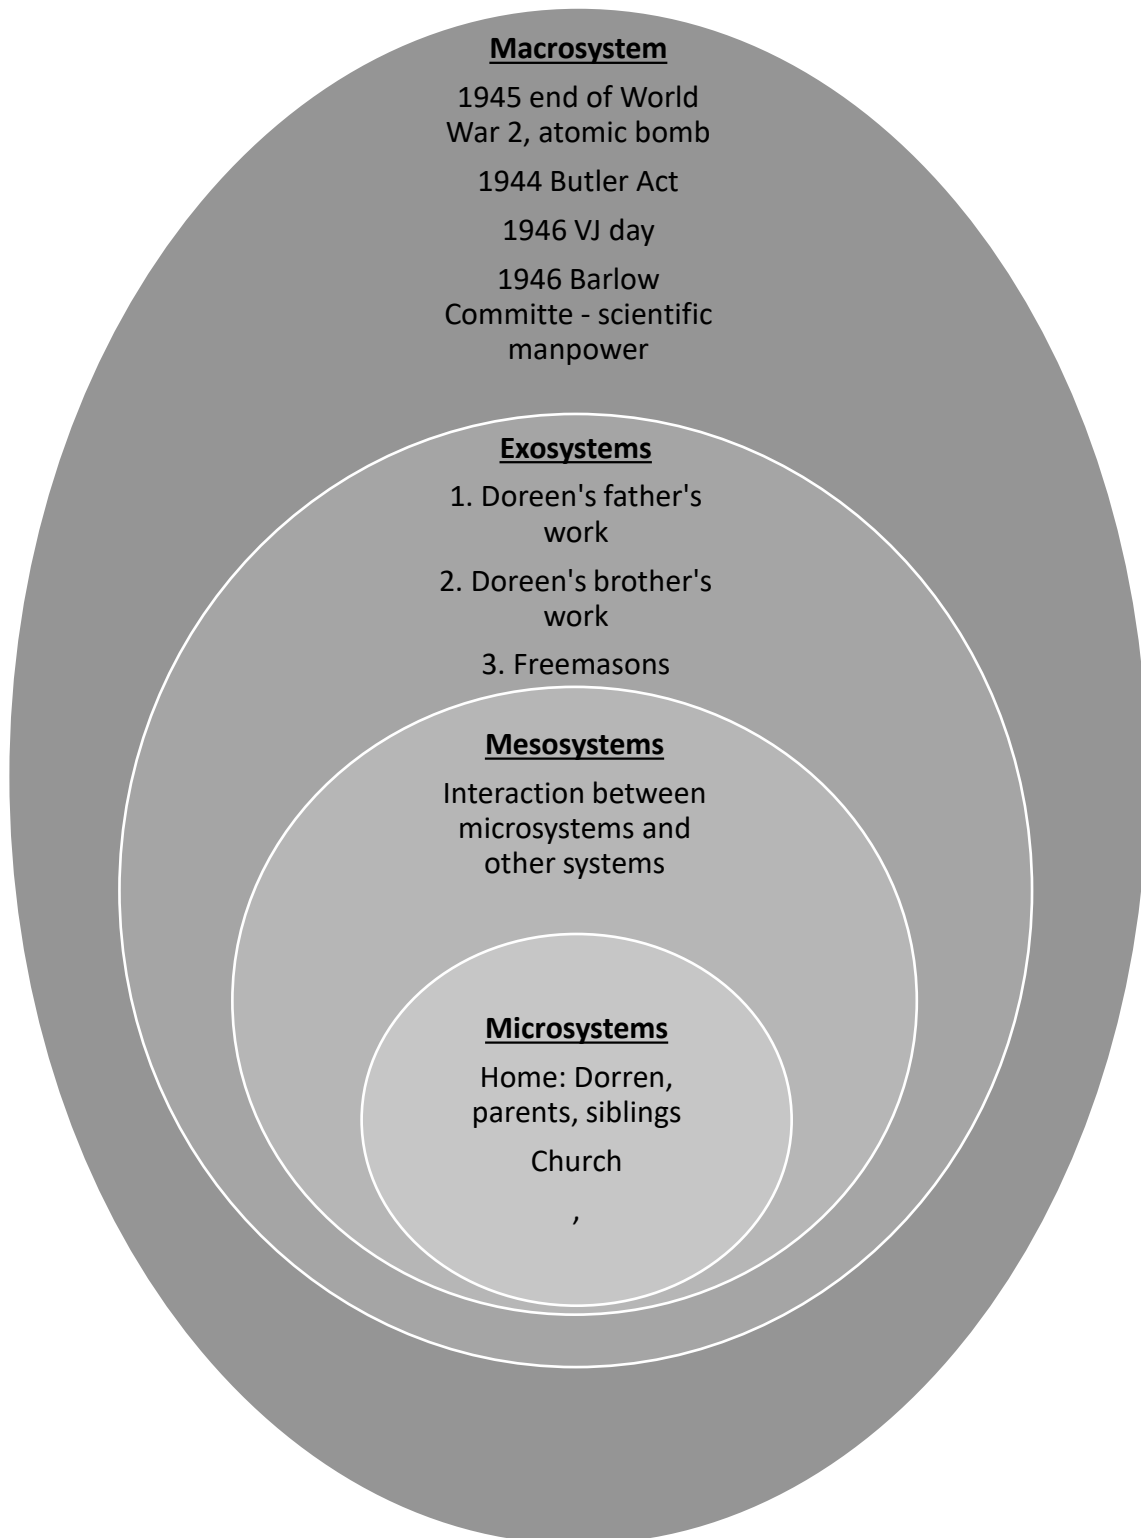 Macrosystem
1945 end of World
War 2, atomic bomb
1944 Butler Act
1946 VJ day
1946 Barlow
Committe - scientific
manpower
Exosystems
1. Doreen's father's
work
2. Doreen's brother's
work
3. Freemasons
Mesosystems
Interaction between
microsystems and
other systems
Microsystems
Home: Dorren,
parents, siblings
Church
,